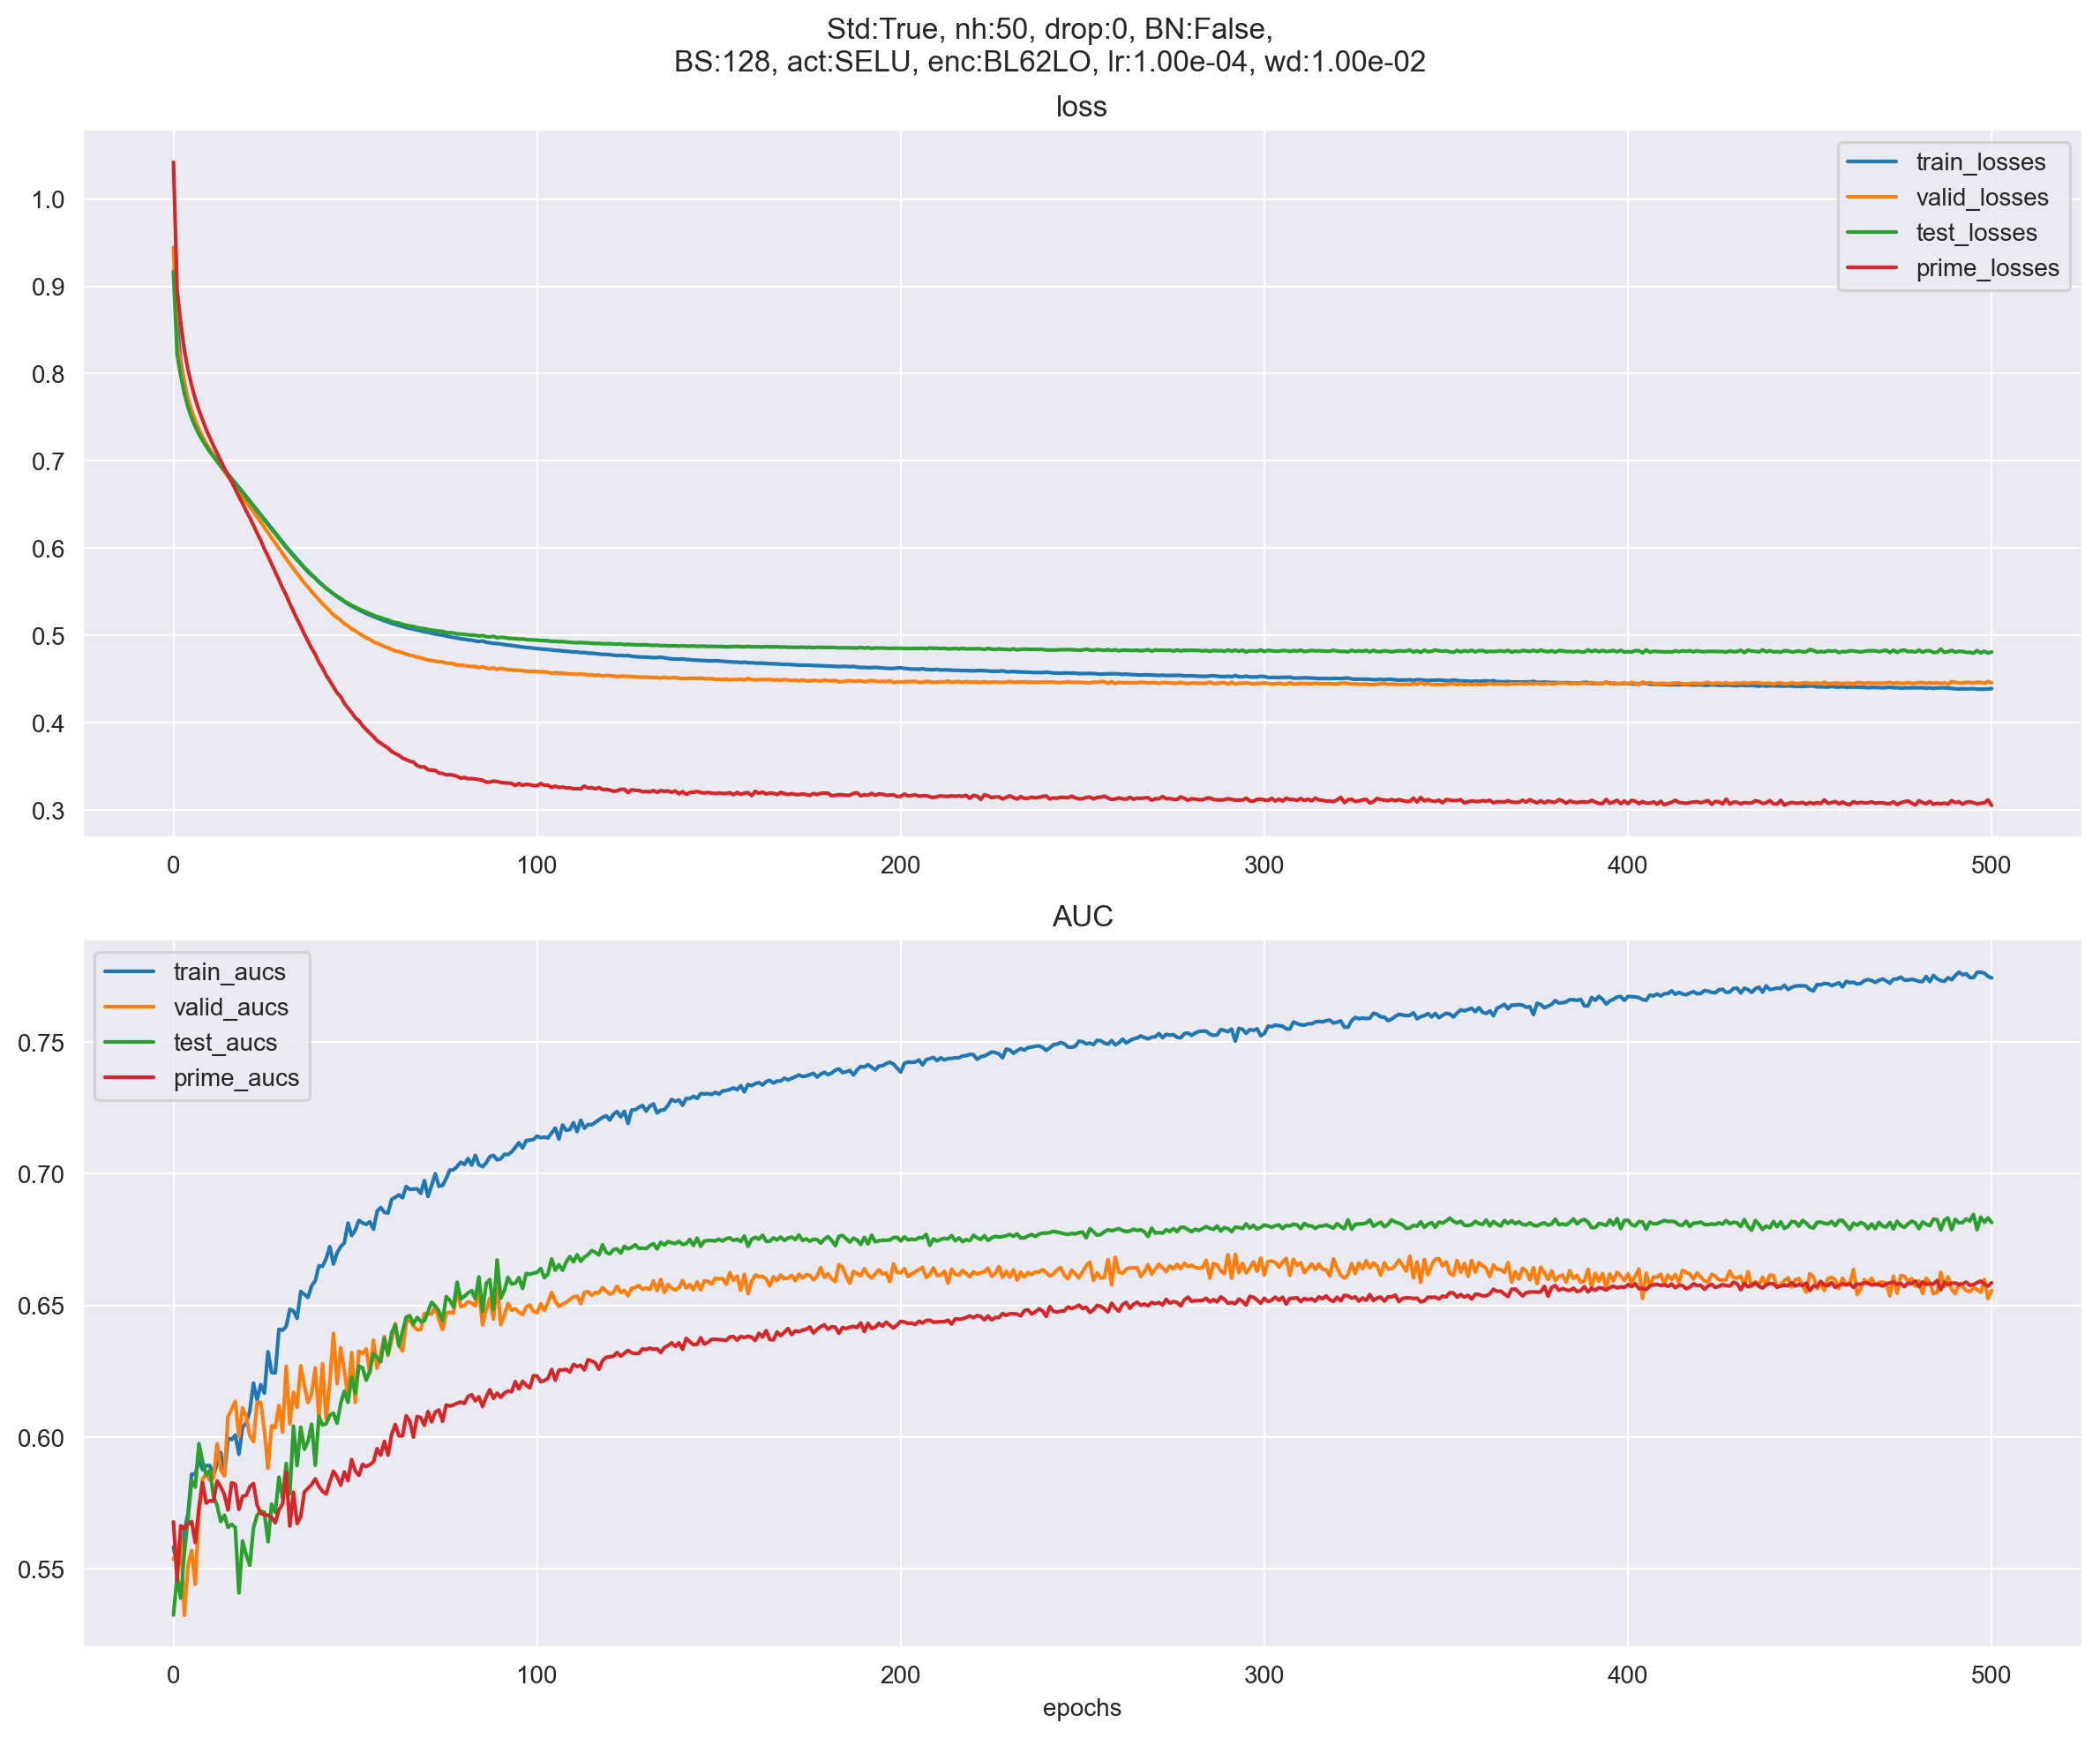 Std:True, nh:50, drop:0, BN:False,
BS:128, act:SELU, enc:BL62LO, lr:1.00e-04, wd:1.00e-02
loss
train_losses
valid_losses
test_losses
prime_losses
1.0
0.9
0.8
0.7
0.6
0.5
0.4
0.3
0 100 200 300 400 500
AUC
train_aucs
valid_aucs
test_aucs
prime_aucs
0.75
0.70
0.65
0.60
0.55
0 100 200 300 400 500
epochs